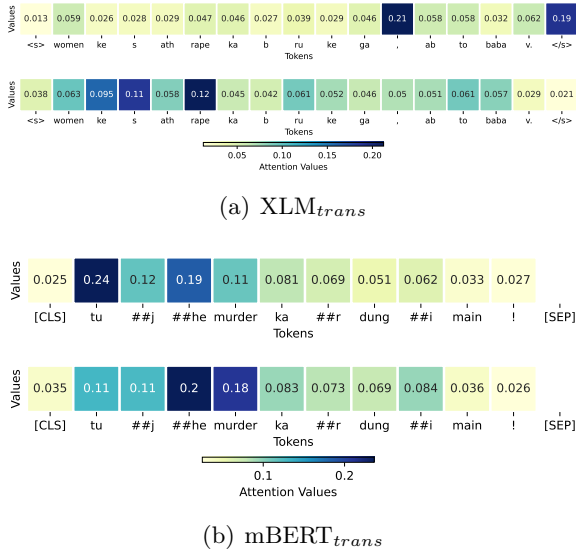 Values 0.013 0.059 0.026 0.028 0.029 0.047 0.046 0.028 0.039 0.029 0.046 0.21 0.058 0.058 0.032 0.062 0.19
<s> women ke s ath rape ka b ru ke ga , ab to baba v. </s>
Tokens
Values 0.038 0.063 0.095 0.11 0.058 0.12 0.045 0.042 0.061 0.052 0.046 0.05 0.051 0.061 0.057 0.029 0.021
<s> women ke s ath rape ka b ru ke ga , ab to baba v. </s>
Tokens
0.05 0.10 0.15 0.20
Attention Values
(a) XLM_trans
Values 0.025 0.24 0.12 0.19 0.11 0.081 0.069 0.051 0.062 0.033 0.027
[CLS] tu ##j ##he murder ka ##r dung ##i main ! [SEP]
Tokens
Values 0.035 0.11 0.11 0.2 0.18 0.083 0.073 0.069 0.084 0.036 0.026
[CLS] tu ##j ##he murder ka ##r dung ##i main ! [SEP]
Tokens
0.1 0.2
Attention Values
(b) mBERT_trans